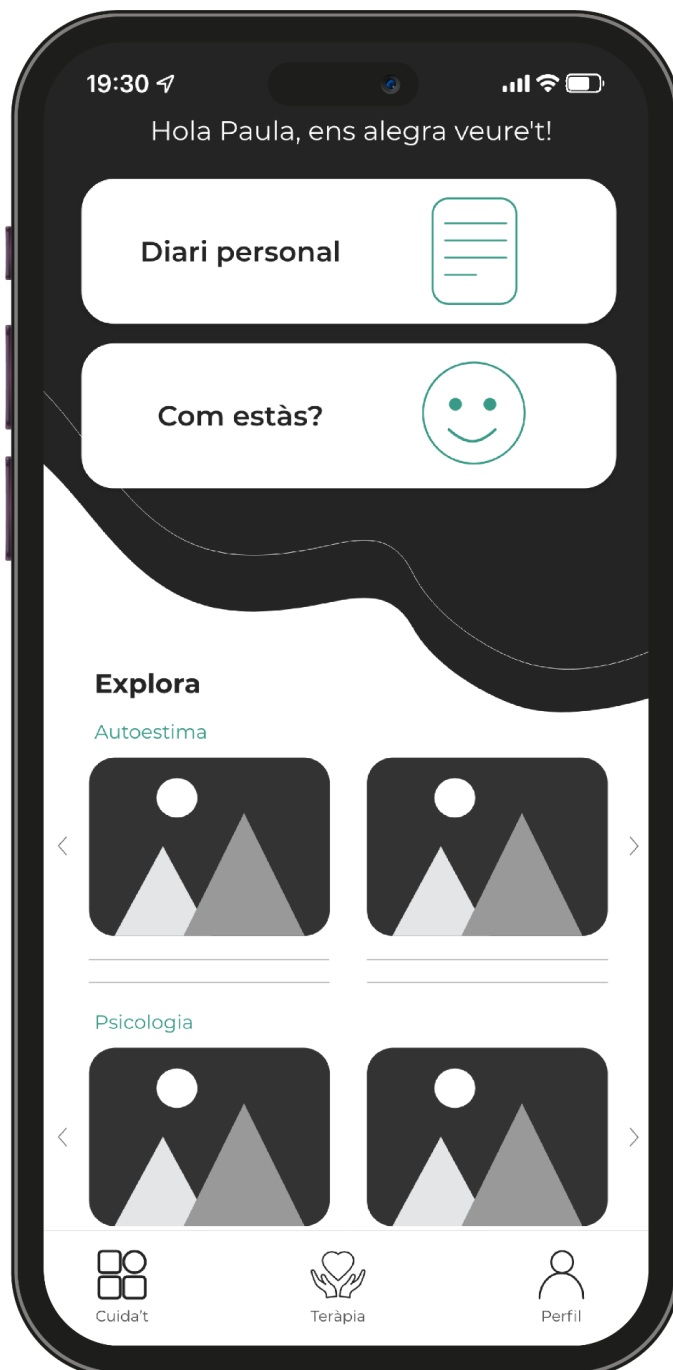 19:30
Hola Paula, ens alegra veure't!
Diari personal
Com estàs?
Explora
Autoestima
Psicologia
Cuida't
Teràpia
Perfil